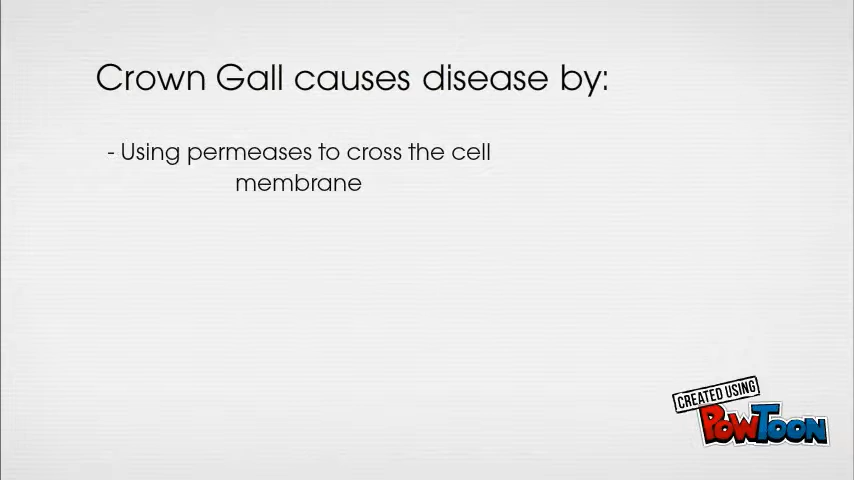 Crown Gall causes disease by:
- Using permeases to cross the cell
membrane
CREATED USING
POWTOON